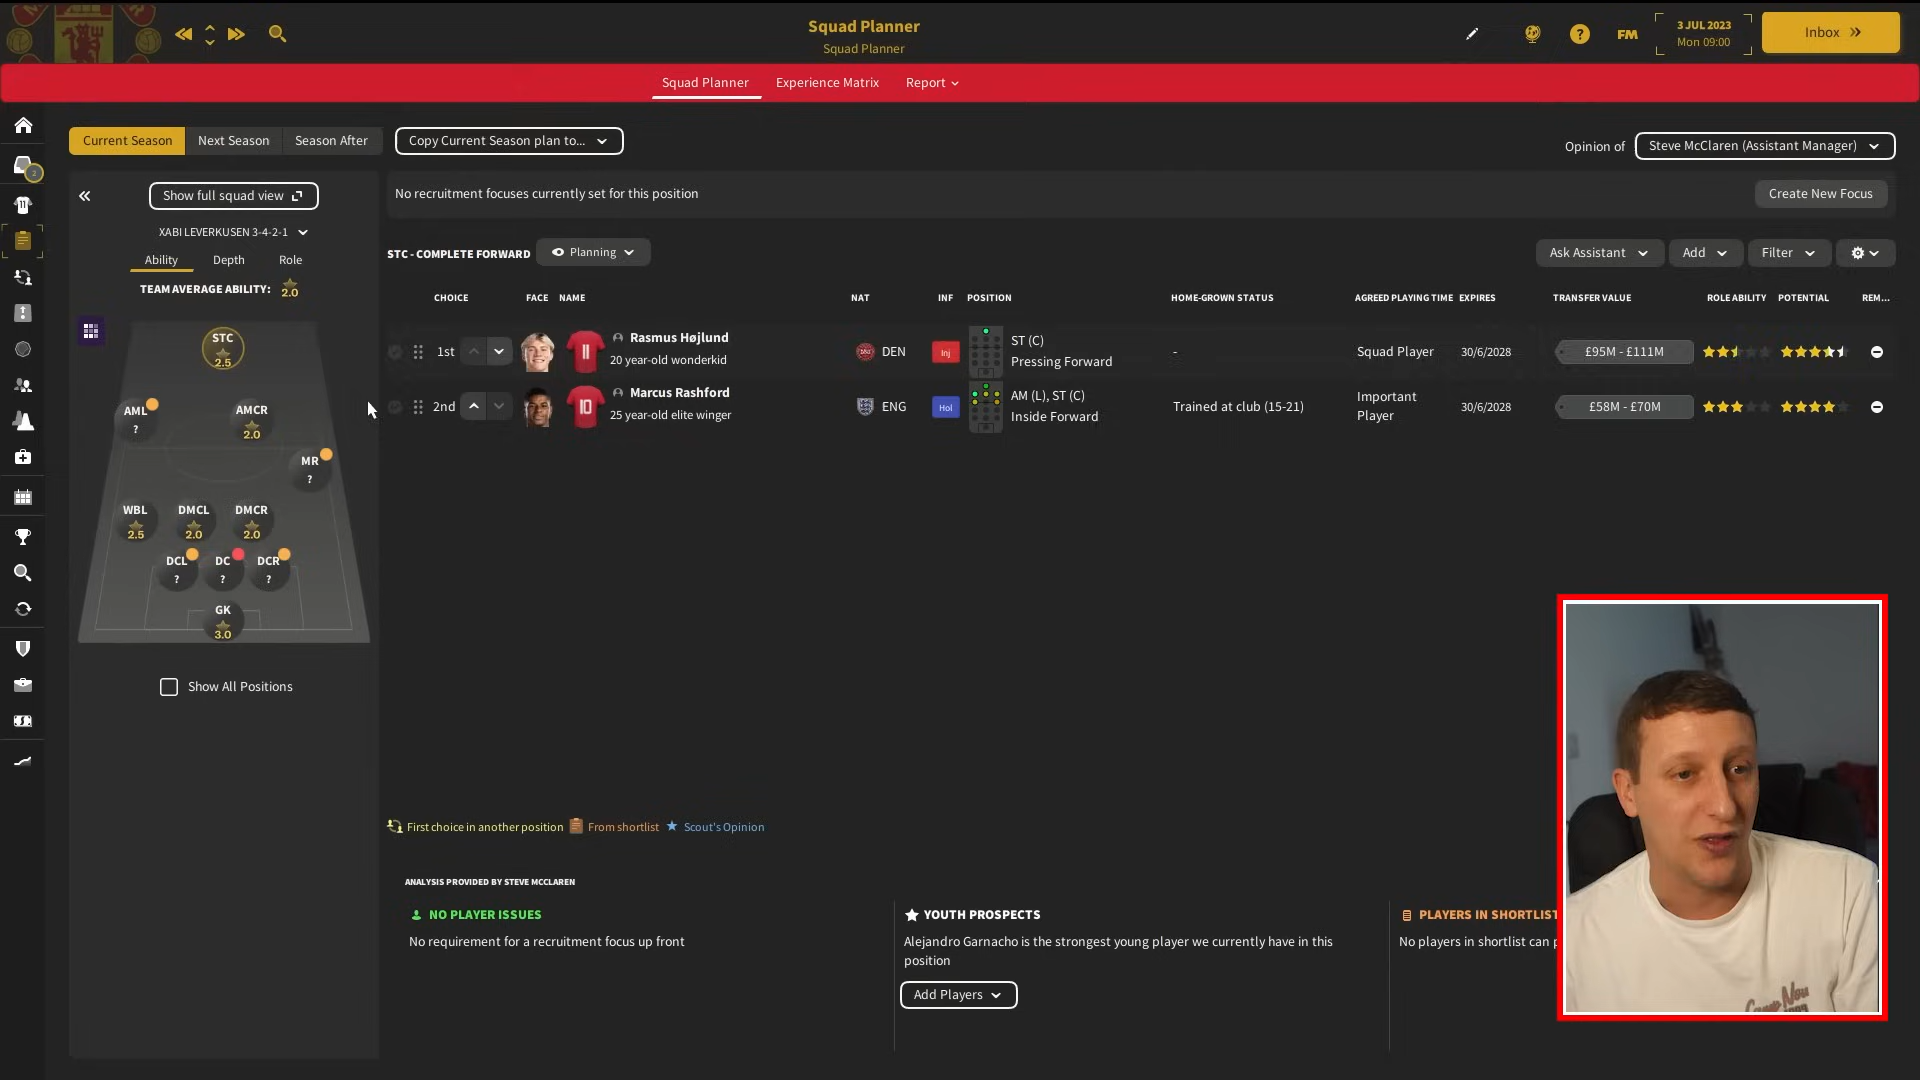 Squad Planner
Squad Planner
FM
3 JUL 2023
Mon 09:00
Inbox
Squad Planner Experience Matrix Report
Current Season Next Season Season After Copy Current Season plan to...
Opinion of Steve McClaren (Assistant Manager)
Show full squad view
No recruitment focuses currently set for this position
Create New Focus
XABI LEVERKUSEN 3-4-2-1
Ability Depth Role
TEAM AVERAGE ABILITY: 2.0
STC - COMPLETE FORWARD Planning
Ask Assistant Add Filter
CHOICE FACE NAME NAT INF POSITION HOME-GROWN STATUS AGREED PLAYING TIME EXPIRES TRANSFER VALUE ROLE ABILITY POTENTIAL REM...
1st 11 Rasmus Højlund
20 year-old wonderkid
DEN Inj ST (C)
Pressing Forward
- Squad Player 30/6/2028 £95M - £111M
2nd 10 Marcus Rashford
25 year-old elite winger
ENG Hol AM (L), ST (C)
Inside Forward
Trained at club (15-21) Important
Player
30/6/2028 £58M - £70M
STC
2.5
AML
?
AMCR
2.0
MR
?
WBL
2.5
DMCL
2.0
DMCR
2.0
DCL
?
DC
?
DCR
?
GK
3.0
Show All Positions
First choice in another position From shortlist Scout's Opinion
ANALYSIS PROVIDED BY STEVE MCCLAREN
NO PLAYER ISSUES
No requirement for a recruitment focus up front
YOUTH PROSPECTS
Alejandro Garnacho is the strongest young player we currently have in this
position
Add Players
PLAYERS IN SHORTLIST
No players in shortlist can